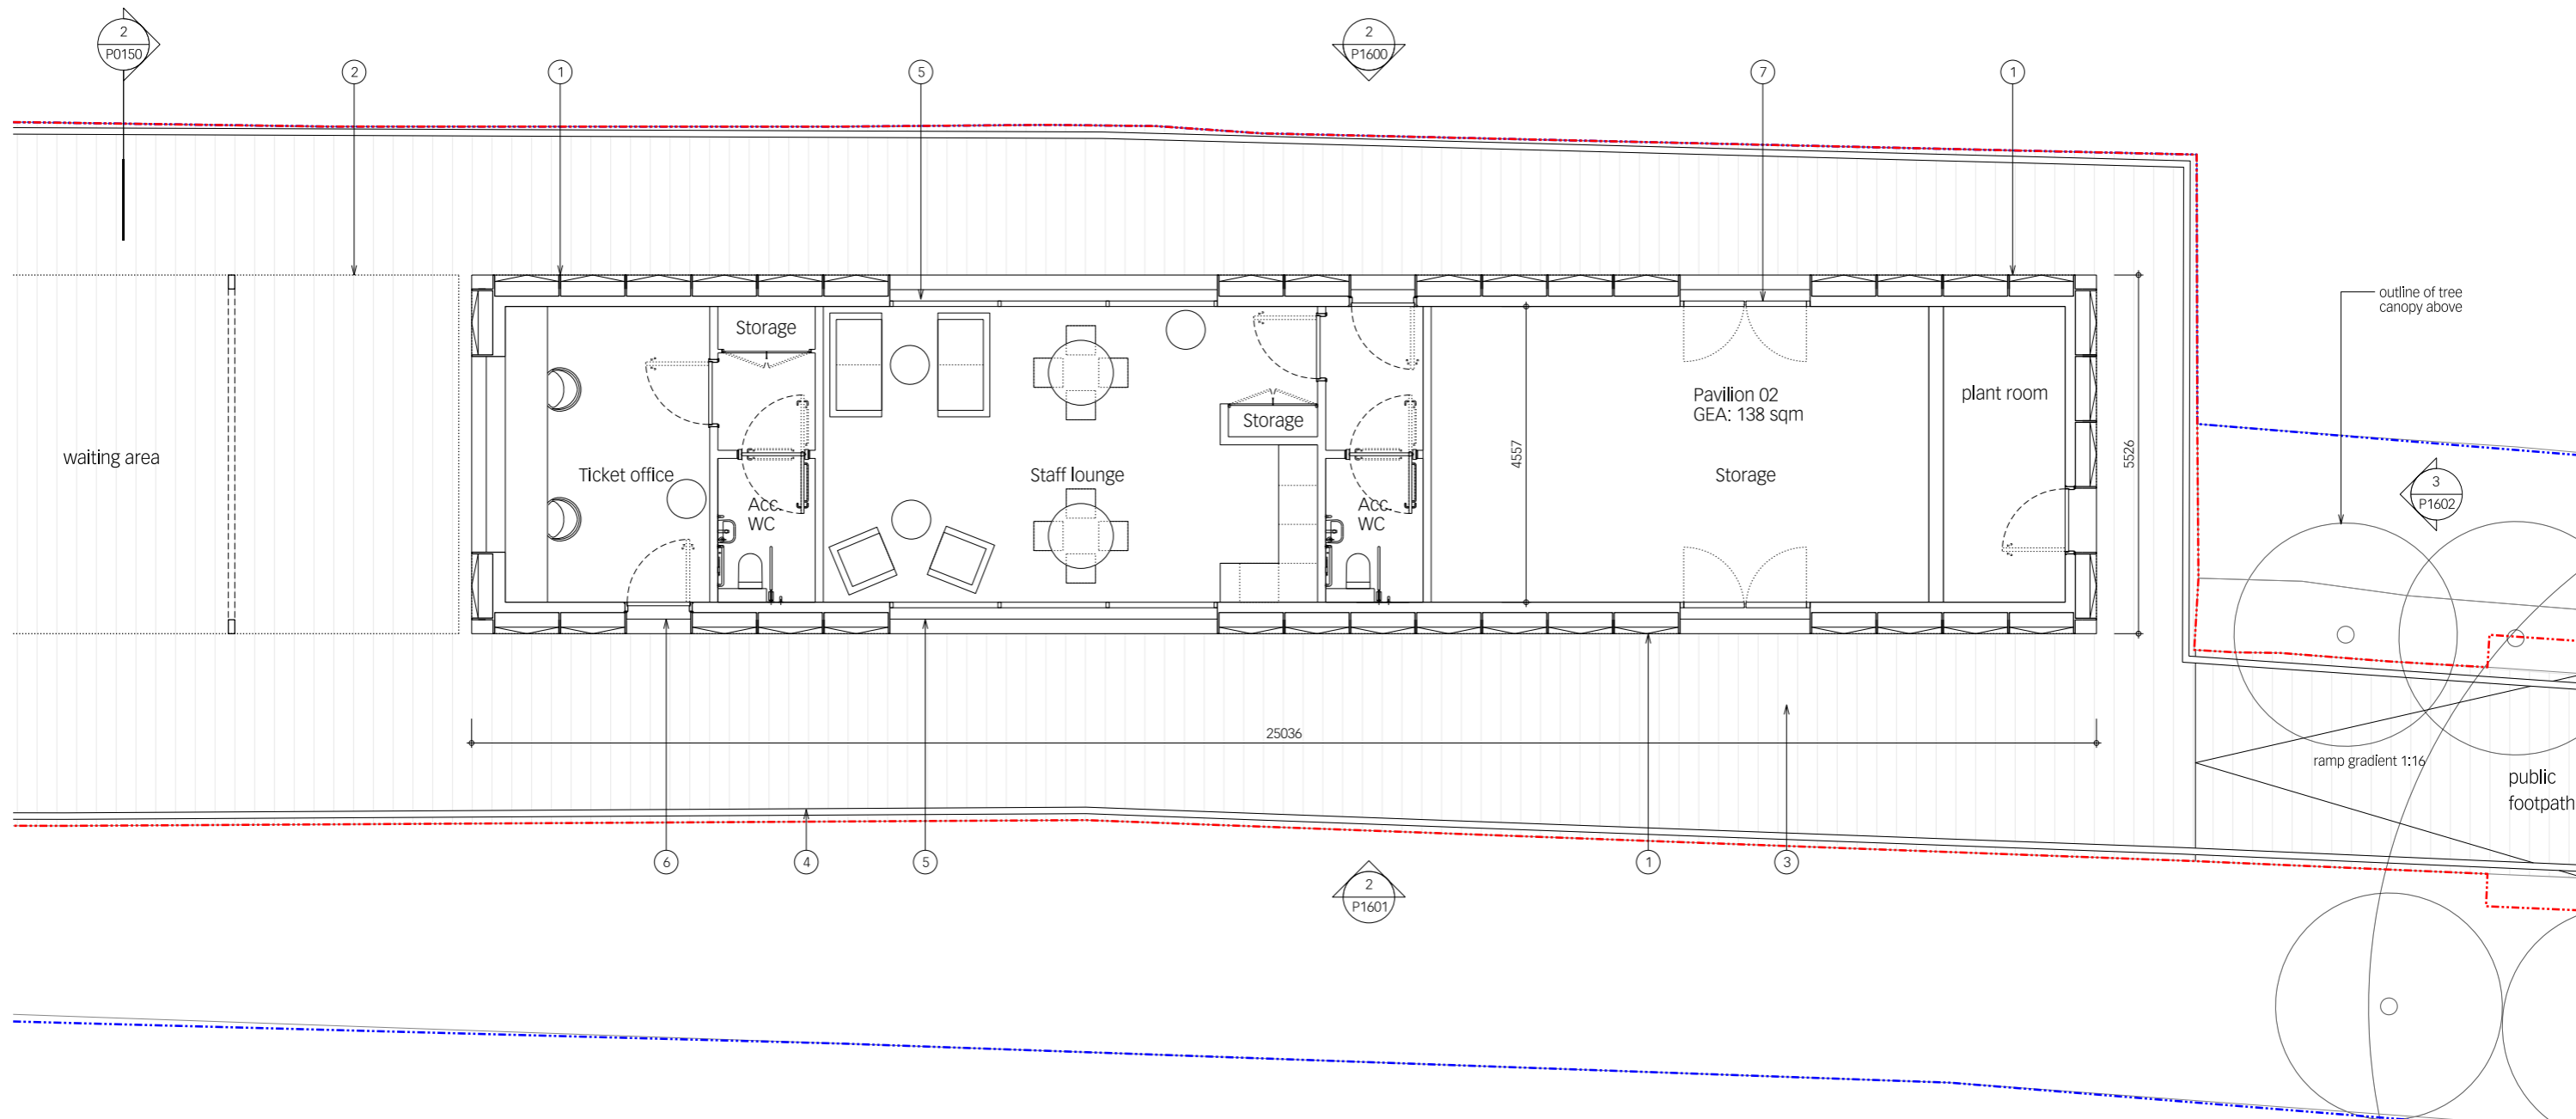 2
P0150
2
P1600
2
1
5
7
1
outline of tree
canopy above
Storage
Pavilion 02
GEA: 138 sqm
plant room
Storage
waiting area
Ticket office
Staff lounge
Storage
4557
5526
3
P1602
Acc.
WC
Acc.
WC
25036
ramp gradient 1:16
public
footpath
6
4
5
1
3
2
P1601